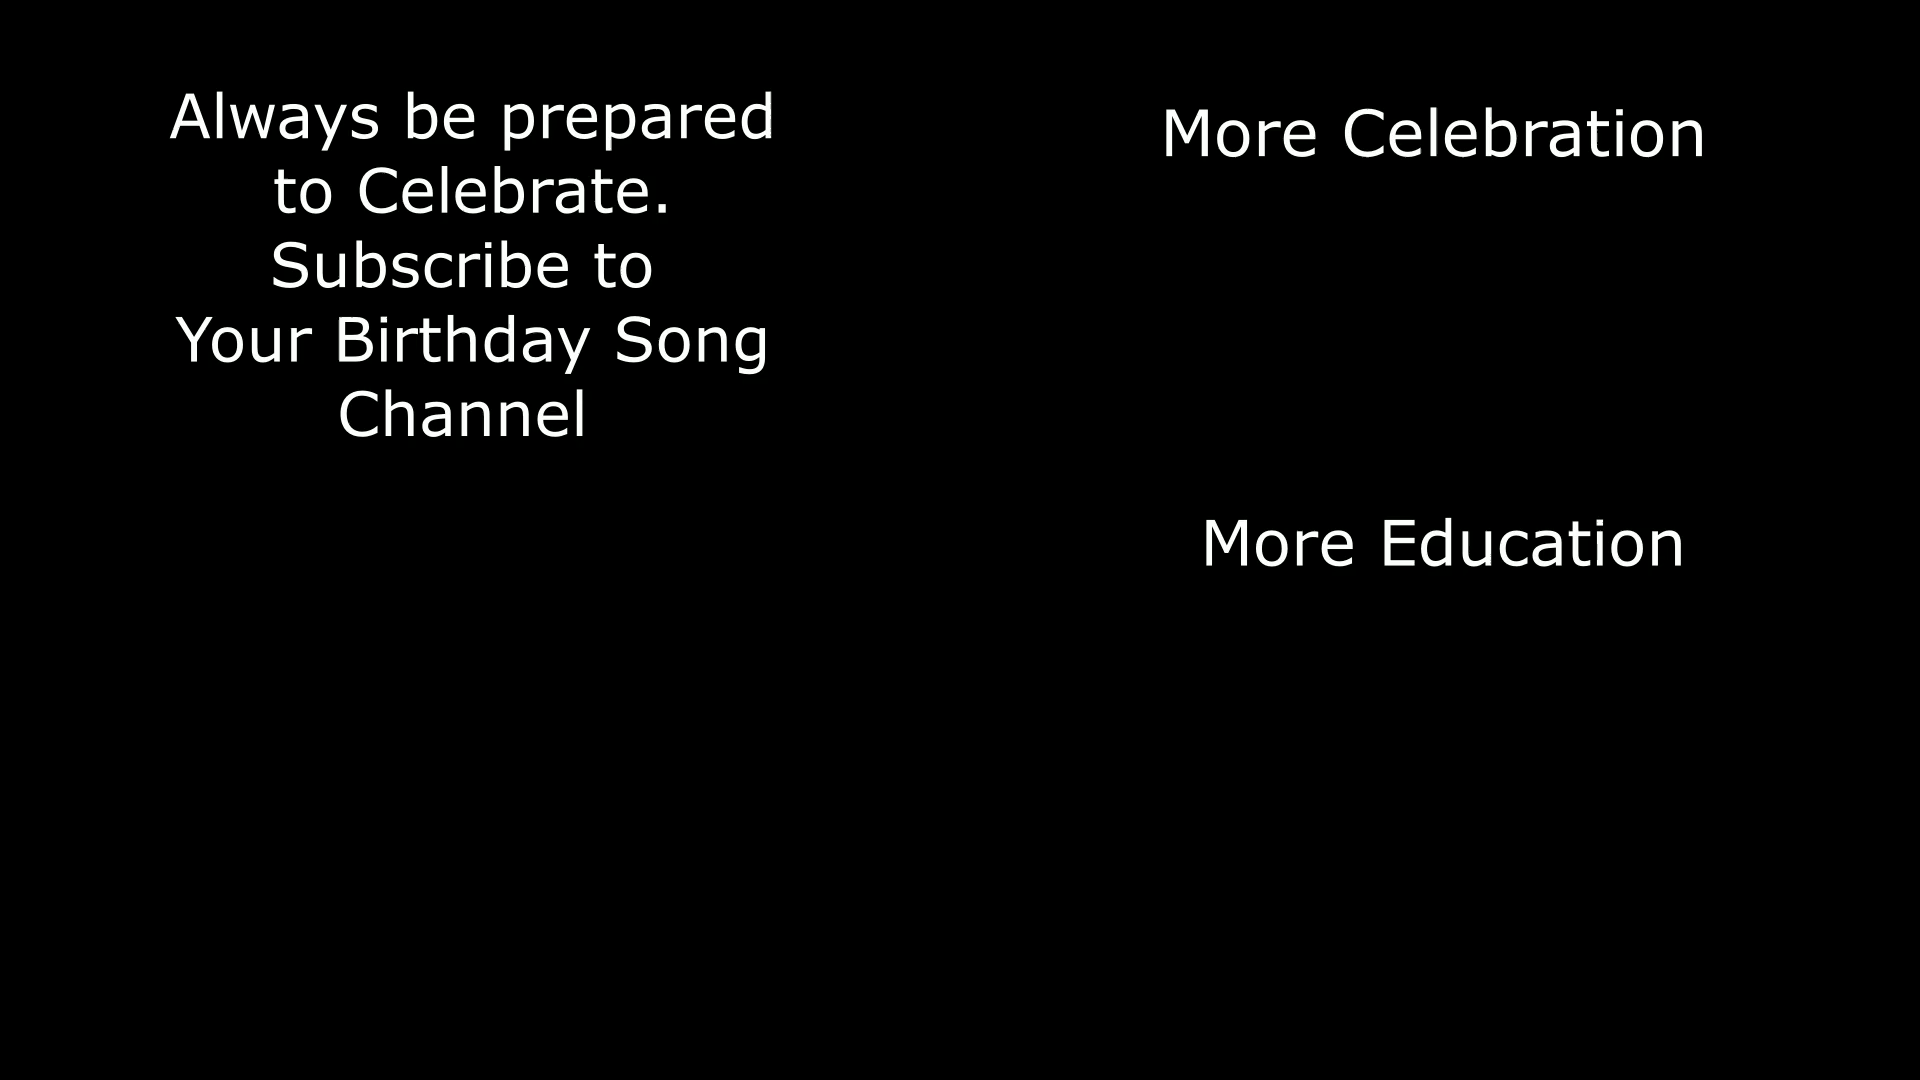 Always be prepared
to Celebrate.
Subscribe to
Your Birthday Song
Channel
More Celebration
More Education